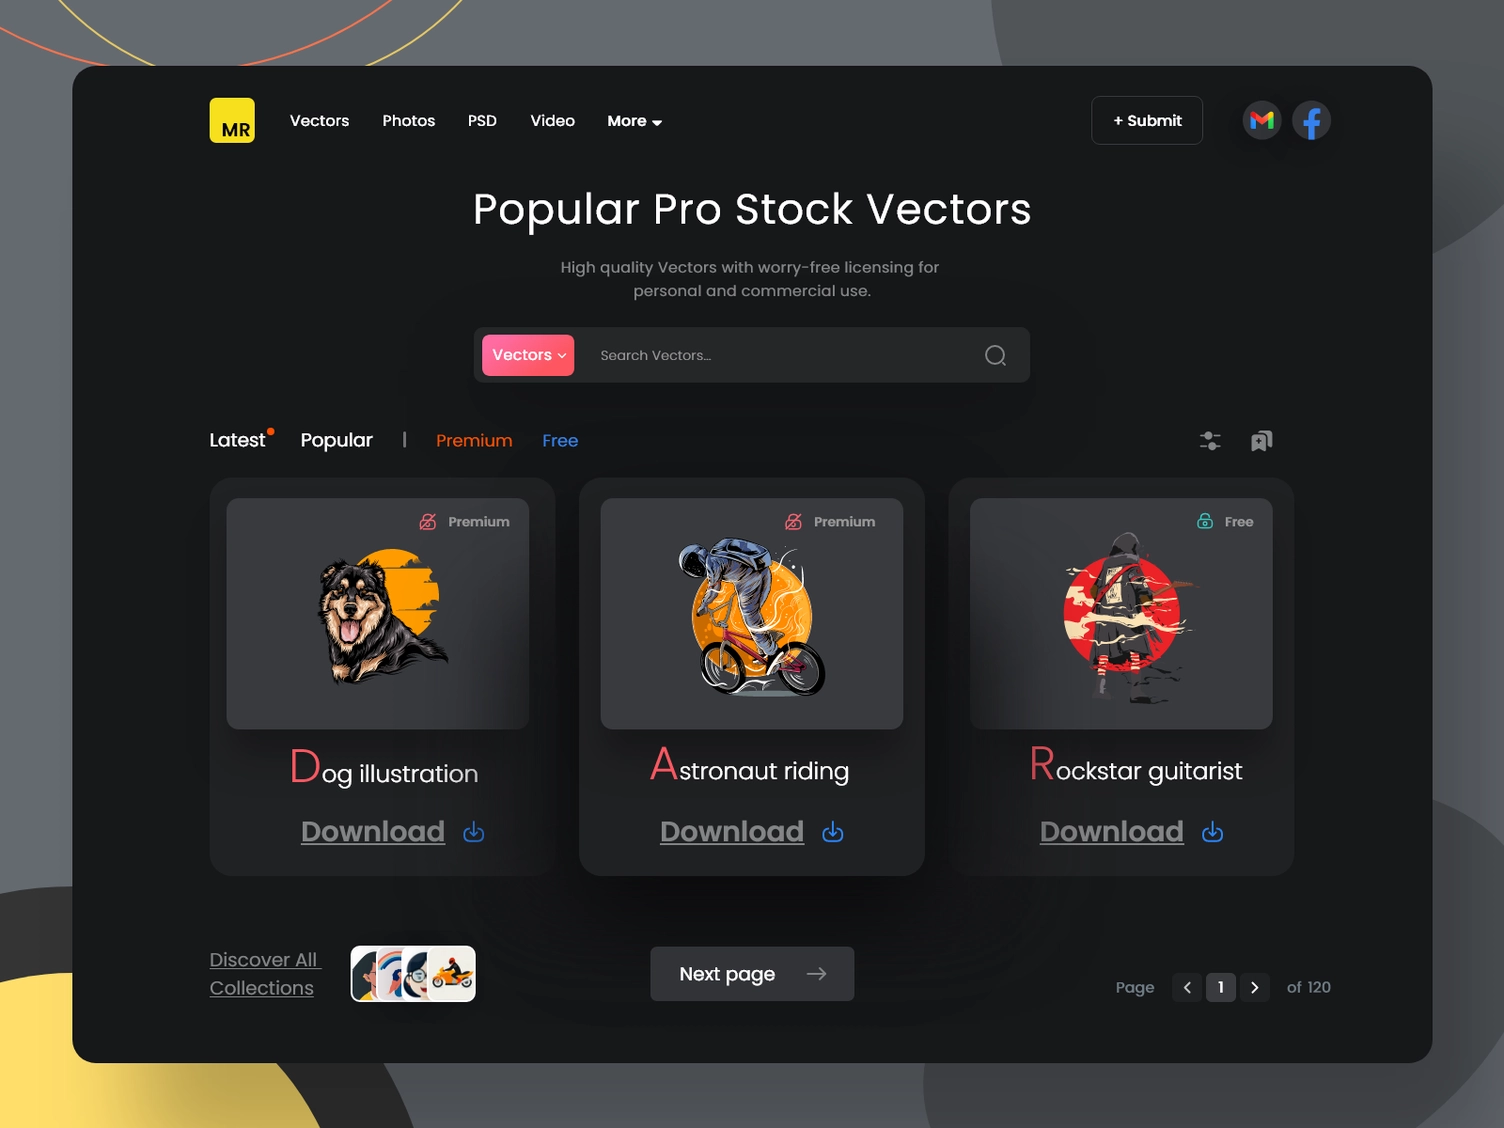 MR
Vectors
Photos
PSD
Video
More
+ Submit
Popular Pro Stock Vectors
High quality Vectors with worry-free licensing for
personal and commercial use.
Vectors
Search Vectors...
Latest
Popular
|
Premium
Free
Premium
Premium
Free
Dog illustration
Astronaut riding
Rockstar guitarist
Download
Download
Download
Discover All
Collections
Next page
Page
1
of 120